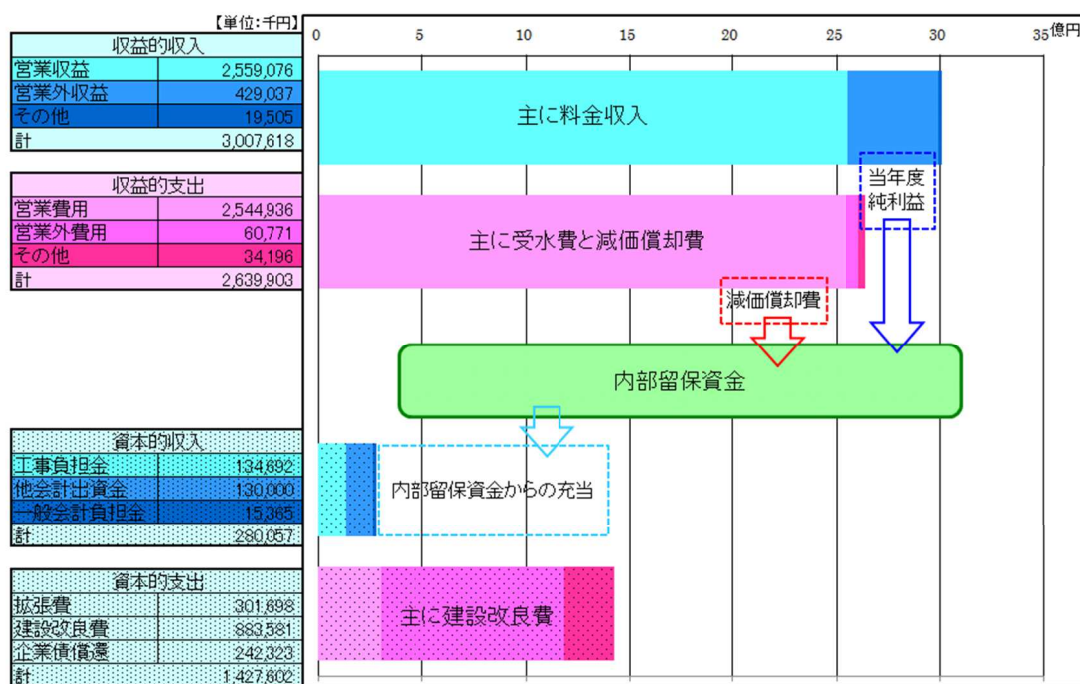 【単位:千円】
収益的収入
営業収益 2,559,076
営業外収益 429,037
その他 19,505
計 3,007,618
収益的支出
営業費用 2,544,936
営業外費用 60,771
その他 34,196
計 2,639,903
資本的収入
工事負担金 134,692
他会計出資金 130,000
一般会計負担金 15,365
計 280,057
資本的支出
拡張費 301,698
建設改良費 883,581
企業債償還 242,323
計 1,427,602
0 5 10 15 20 25 30 35 億円
主に料金収入
当年度
純利益
主に受水費と減価償却費
減価償却費
内部留保資金
内部留保資金からの充当
主に建設改良費